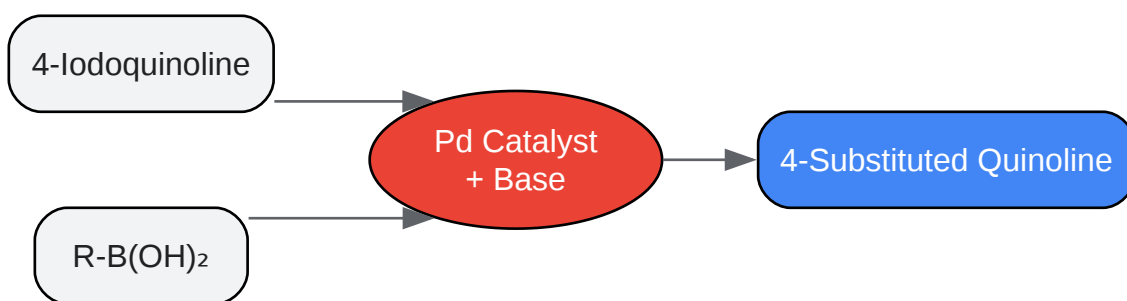 4-Iodoquinoline
Pd Catalyst
+ Base
4-Substituted Quinoline
R-B(OH)₂